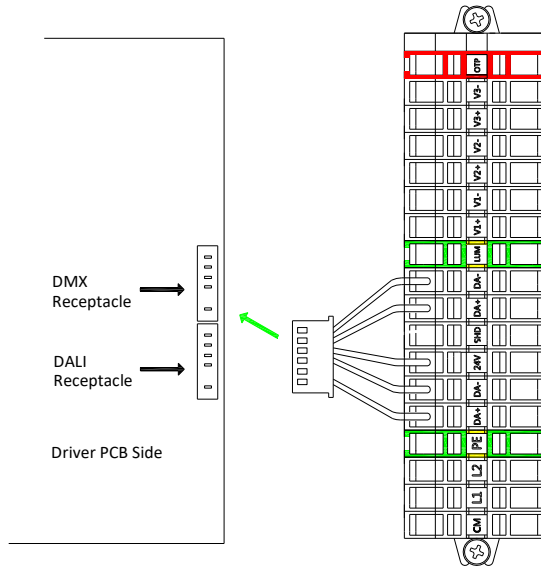 OTP
V3-
V3+
V2-
V2+
V1-
V1+
LUM
DA-
DA+
SHD
24V
DA-
DA+
PE
L2
L1
CM
DMX
Receptacle
DALI
Receptacle
Driver PCB Side